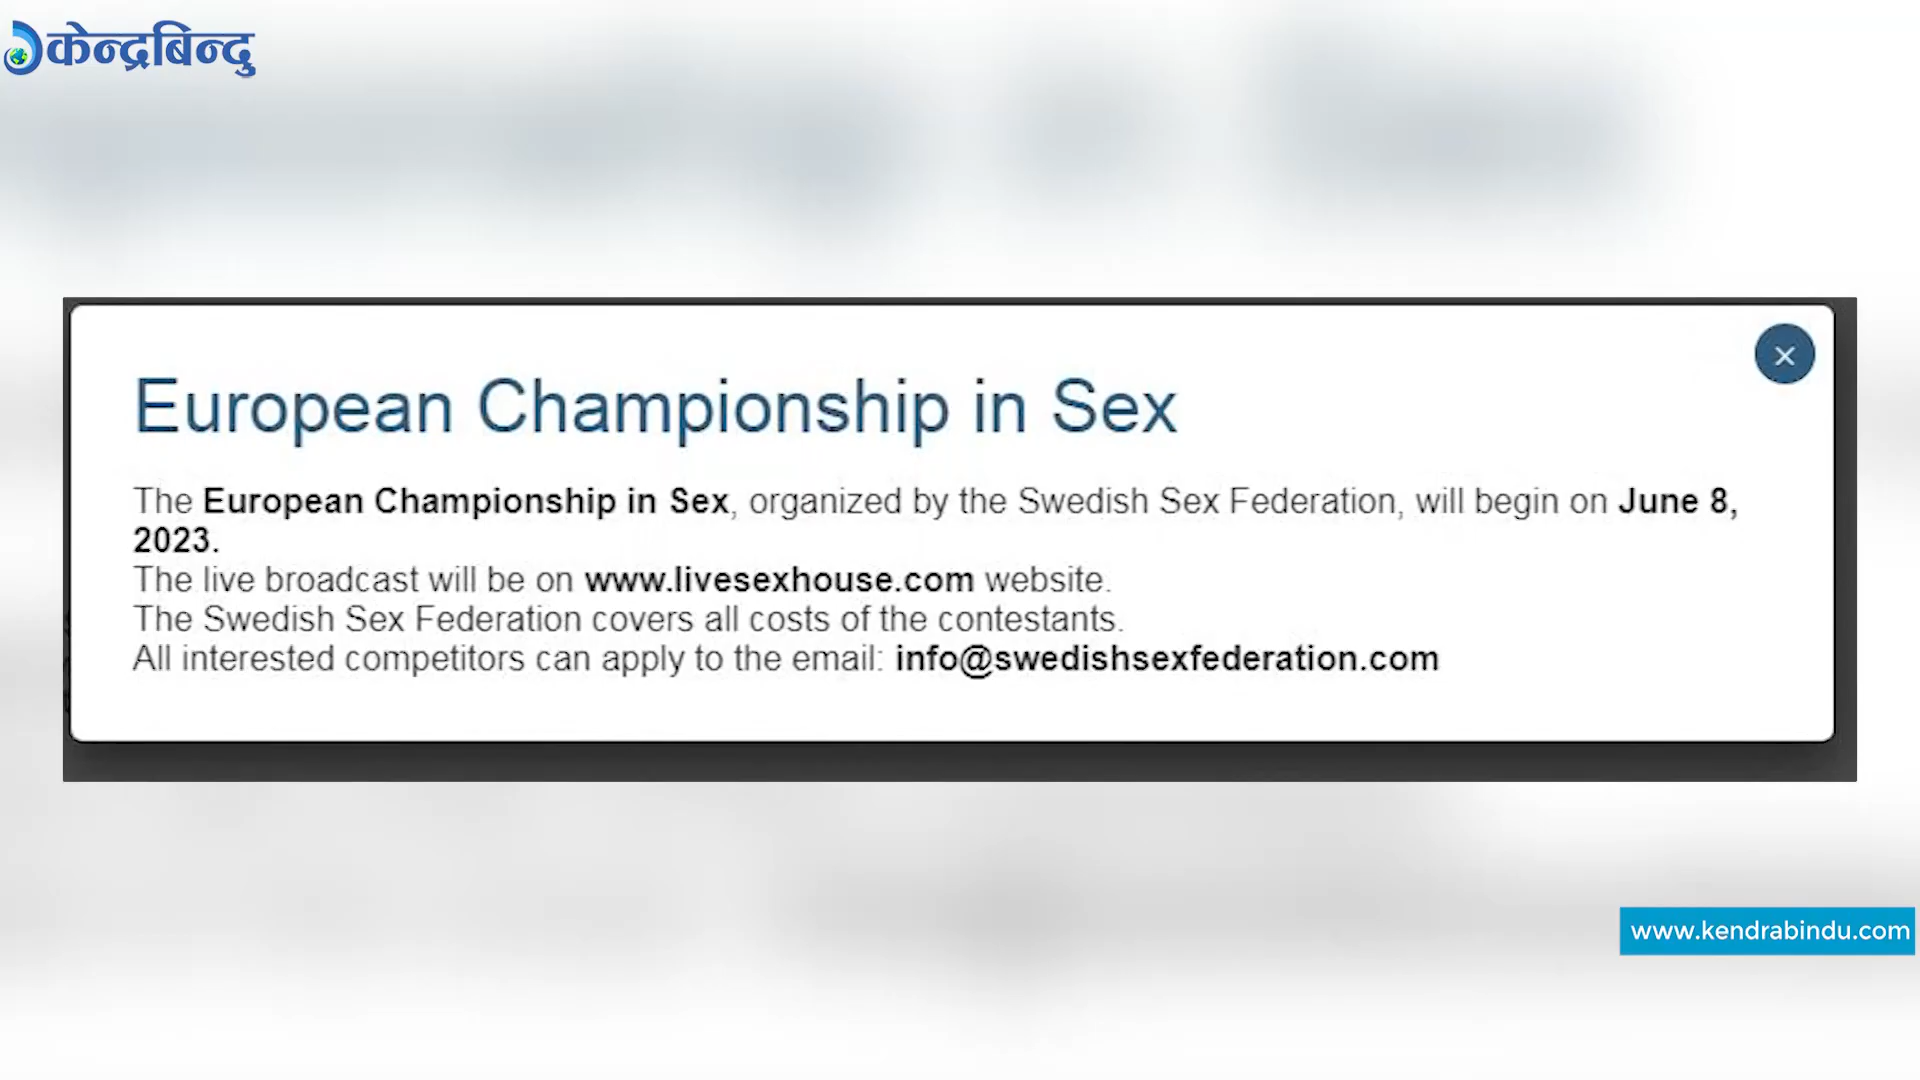 केन्द्रबिन्दु
European Championship in Sex
The European Championship in Sex, organized by the Swedish Sex Federation, will begin on June 8,
2023.
The live broadcast will be on www.livesexhouse.com website.
The Swedish Sex Federation covers all costs of the contestants.
All interested competitors can apply to the email: info@swedishsexfederation.com
www.kendrabindu.com